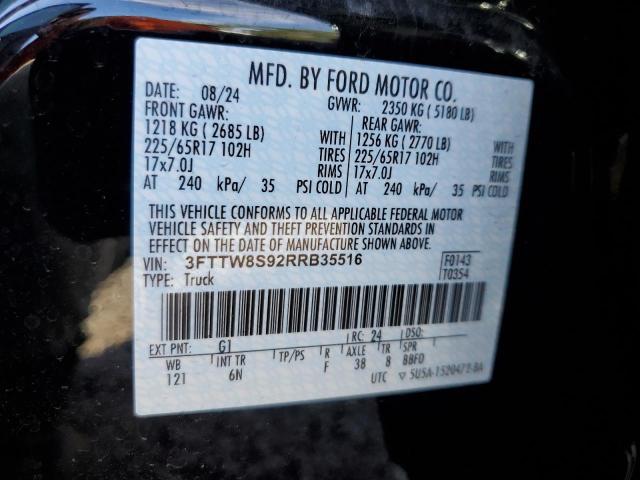 MFD. BY FORD MOTOR CO.
DATE: 08/24 GVWR: 2350 KG ( 5180 LB)
FRONT GAWR: REAR GAWR:
1218 KG ( 2685 LB) WITH 1256 KG ( 2770 LB) WITH
225/65R17 102H TIRES 225/65R17 102H TIRES
17x7.0J RIMS 17x7.0J RIMS
AT 240 kPa/ 35 PSI COLD AT 240 kPa/ 35 PSI COLD
THIS VEHICLE CONFORMS TO ALL APPLICABLE FEDERAL MOTOR
VEHICLE SAFETY AND THEFT PREVENTION STANDARDS IN
EFFECT ON THE DATE OF MANUFACTURE SHOWN ABOVE.
VIN: 3FTTW8S92RRB35516 F0143
TYPE: Truck T0354
EXT PNT: G1 RC: 24 DSO:
WB INT TR TP/PS R AXLE TR SPR
121 6N F 38 8 BBFD
UTC ▽ 5U5A-1520472-BA